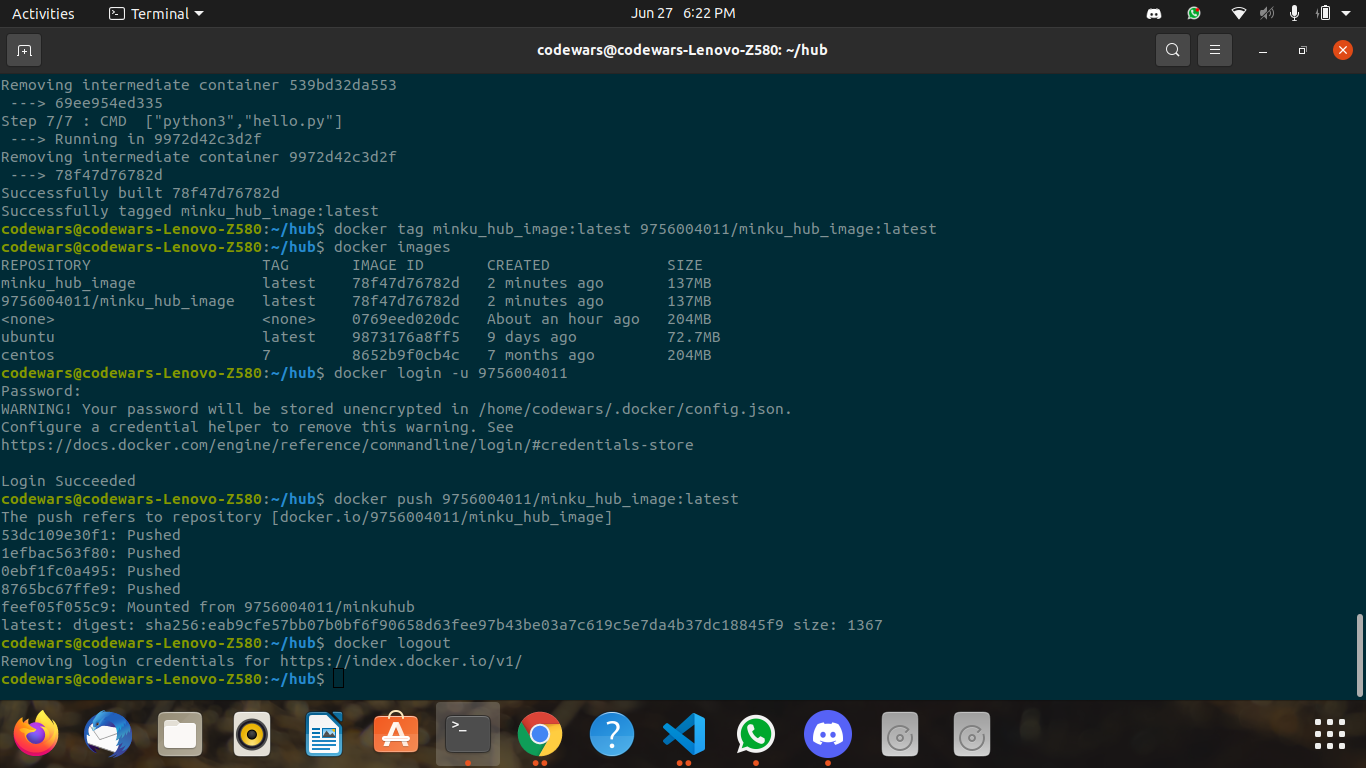 Activities Terminal Jun 27 6:22 PM
codewars@codewars-Lenovo-Z580: ~/hub
Removing intermediate container 539bd32da553
---> 69ee954ed335
Step 7/7 : CMD ["python3","hello.py"]
---> Running in 9972d42c3d2f
Removing intermediate container 9972d42c3d2f
---> 78f47d76782d
Successfully built 78f47d76782d
Successfully tagged minku_hub_image:latest
codewars@codewars-Lenovo-Z580:~/hub$ docker tag minku_hub_image:latest 9756004011/minku_hub_image:latest
codewars@codewars-Lenovo-Z580:~/hub$ docker images
REPOSITORY TAG IMAGE ID CREATED SIZE
minku_hub_image latest 78f47d76782d 2 minutes ago 137MB
9756004011/minku_hub_image latest 78f47d76782d 2 minutes ago 137MB
<none> <none> 0769eed020dc About an hour ago 204MB
ubuntu latest 9873176a8ff5 9 days ago 72.7MB
centos 7 8652b9f0cb4c 7 months ago 204MB
codewars@codewars-Lenovo-Z580:~/hub$ docker login -u 9756004011
Password:
WARNING! Your password will be stored unencrypted in /home/codewars/.docker/config.json.
Configure a credential helper to remove this warning. See
https://docs.docker.com/engine/reference/commandline/login/#credentials-store
Login Succeeded
codewars@codewars-Lenovo-Z580:~/hub$ docker push 9756004011/minku_hub_image:latest
The push refers to repository [docker.io/9756004011/minku_hub_image]
53dc109e30f1: Pushed
1efbac563f80: Pushed
0ebf1fc0a495: Pushed
8765bc67ffe9: Pushed
feef05f055c9: Mounted from 9756004011/minkuhub
latest: digest: sha256:eab9cfe57bb07b0bf6f90658d63fee97b43be03a7c619c5e7da4b37dc18845f9 size: 1367
codewars@codewars-Lenovo-Z580:~/hub$ docker logout
Removing login credentials for https://index.docker.io/v1/
codewars@codewars-Lenovo-Z580:~/hub$